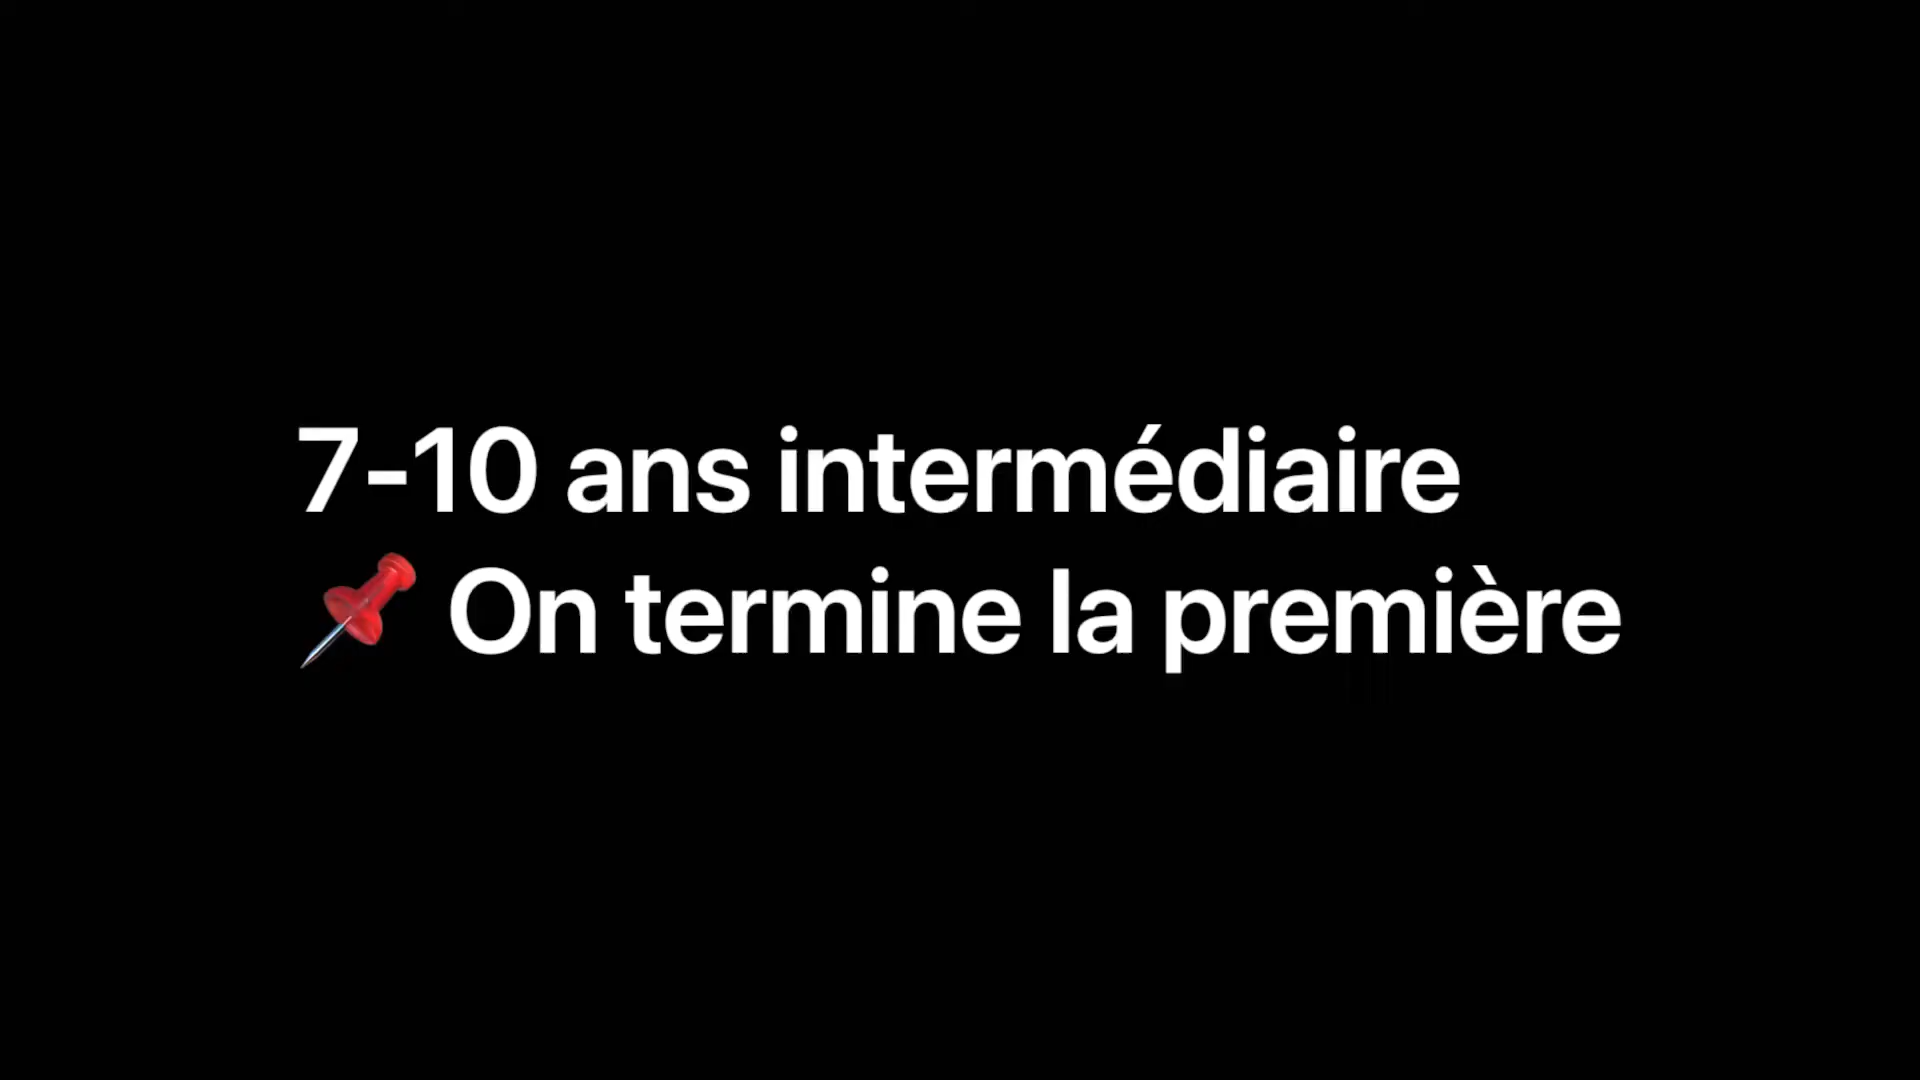 7-10 ans intermédiaire
📌 On termine la première